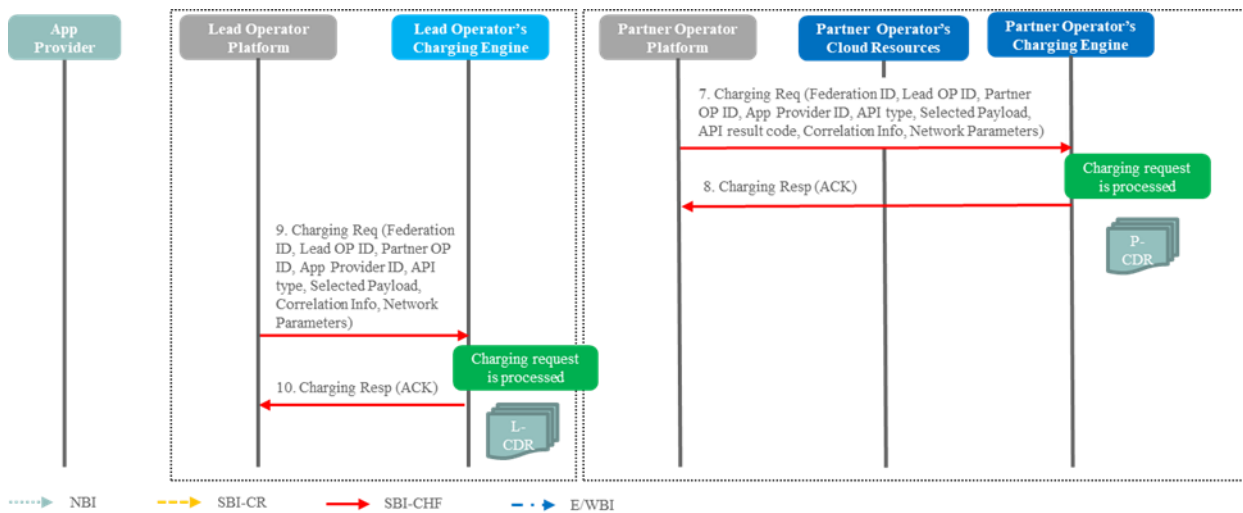 App
Provider
Lead Operator
Platform
Lead Operator's
Charging Engine
Partner Operator
Platform
Partner Operator's
Cloud Resources
Partner Operator's
Charging Engine
7. Charging Req (Federation ID, Lead OP ID, Partner
OP ID, App Provider ID, API type, Selected Payload,
API result code, Correlation Info, Network Parameters)
Charging request
is processed
8. Charging Resp (ACK)
P-
CDR
9. Charging Req (Federation
ID, Lead OP ID, Partner OP
ID, App Provider ID, API
type, Selected Payload,
Correlation Info, Network
Parameters)
Charging request
is processed
10. Charging Resp (ACK)
L-
CDR
NBI
SBI-CR
SBI-CHF
E/WBI